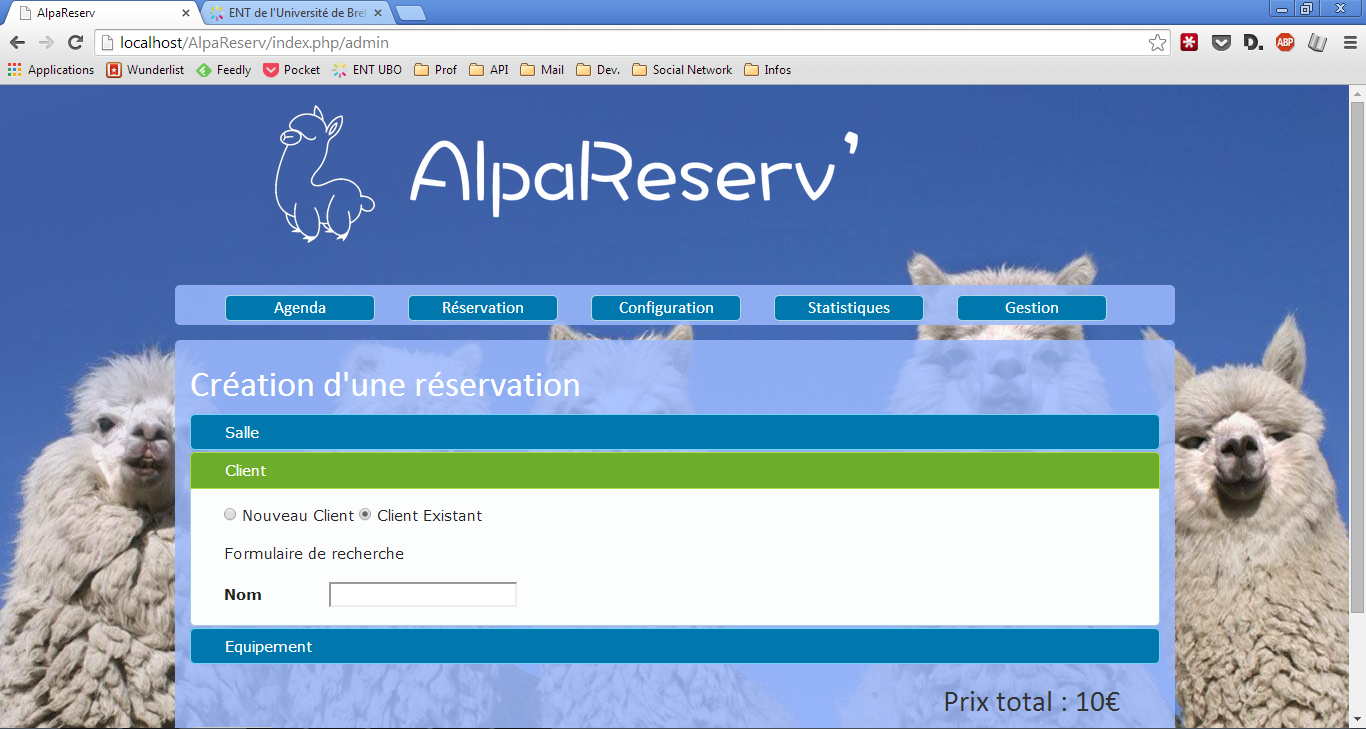 AlpaReserv
ENT de l'Université de Bre
localhost/AlpaReserv/index.php/admin
ABP
Applications Wunderlist Feedly Pocket ENT UBO Prof API Mail Dev. Social Network Infos
AlpaReserv'
Agenda Réservation Configuration Statistiques Gestion
Création d'une réservation
Salle
Client
Nouveau Client Client Existant
Formulaire de recherche
Nom
Equipement
Prix total : 10€